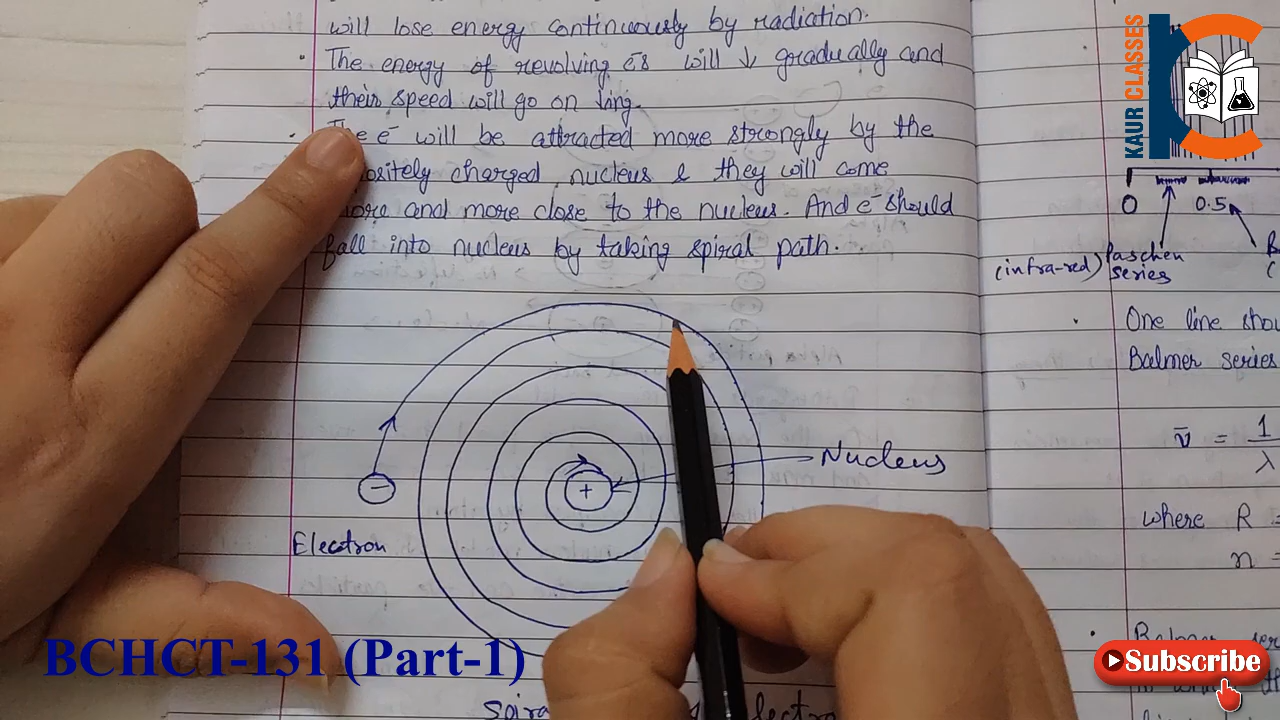 will lose energy continuously by radiation.
• The energy of revolving ēs will ↓ gradually and
their speed will go on ↓ing.
• The e⁻ will be attracted more strongly by the
ositely charged nucleus & they will come
more and more close to the nucleus. And e⁻ should
fall into nucleus by taking spiral path.
Nucleus
+
−
Electron
BCHCT-131 (Part-1)
KAUR CLASSES
0 0.5
(infra-red) Paschen
series
One line
Balmer series
ν̄ = 1
λ
where R =
n =
Subscribe